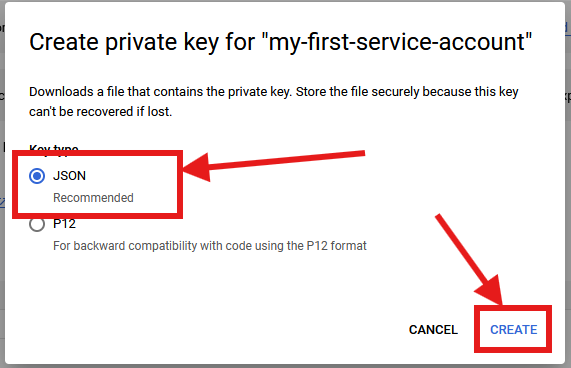 Create private key for "my-first-service-account"
Downloads a file that contains the private key. Store the file securely because this key
can't be recovered if lost.
Key type
JSON
Recommended
P12
For backward compatibility with code using the P12 format
CANCEL
CREATE